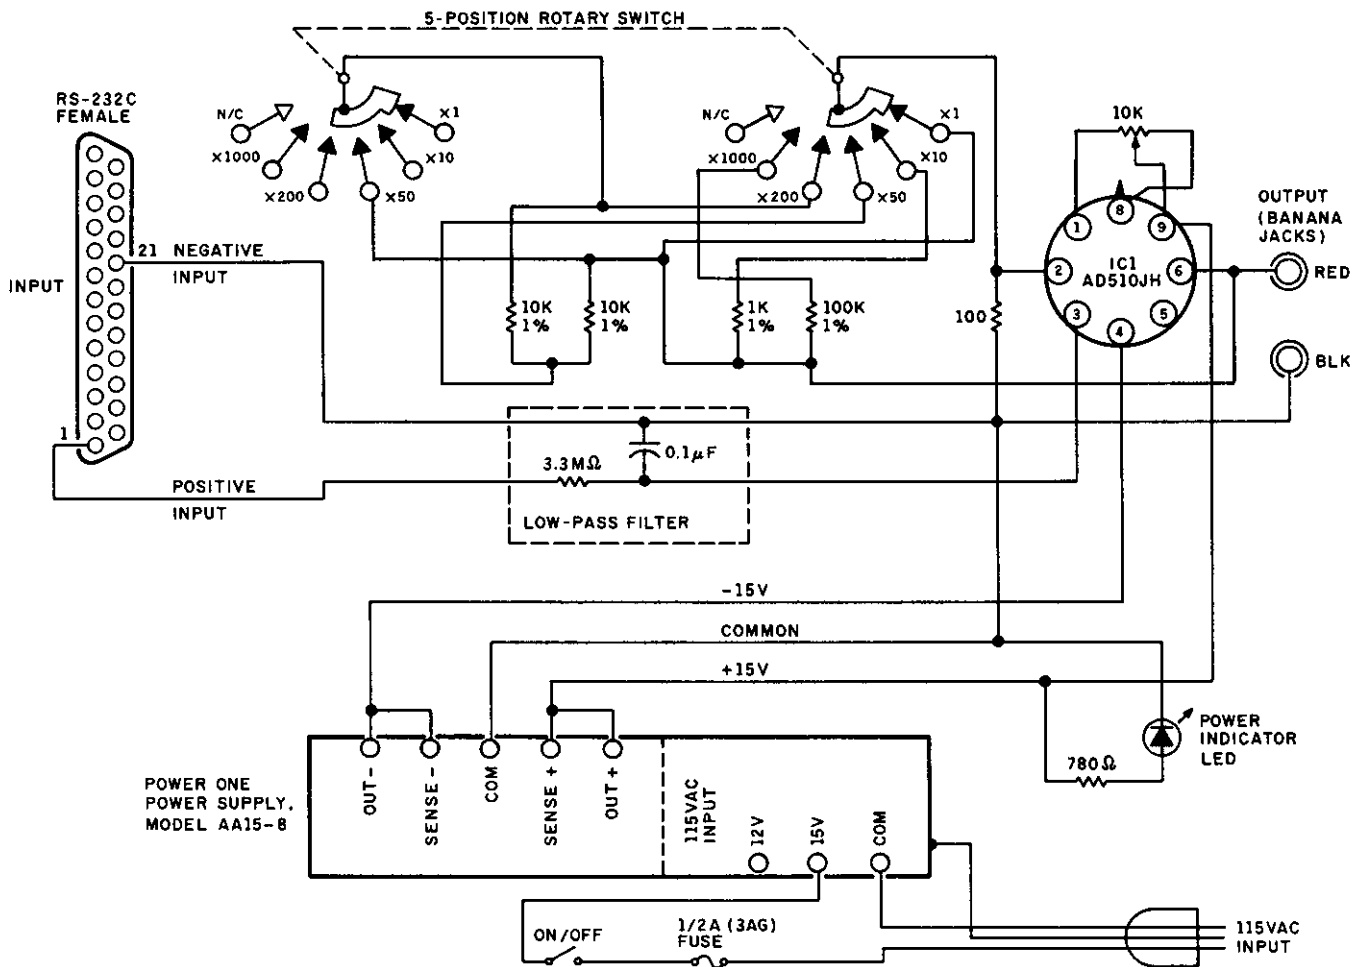 5-POSITION ROTARY SWITCH
RS-232C
FEMALE
N/C
×1000
×200
×50
×10
×1
N/C
×1000
×200
×50
×10
×1
10K
1
8
9
2
IC1
AD510JH
6
3
4
5
OUTPUT
(BANANA
JACKS)
RED
BLK
INPUT
21 NEGATIVE
INPUT
10K
1%
10K
1%
1K
1%
100K
1%
100
1
POSITIVE
INPUT
3.3MΩ
0.1μF
LOW-PASS FILTER
-15V
COMMON
+15V
POWER
INDICATOR
LED
780Ω
POWER ONE
POWER SUPPLY,
MODEL AA15-8
OUT -
SENSE -
COM
SENSE +
OUT +
115VAC
INPUT
12V
15V
COM
ON/OFF
1/2A (3AG)
FUSE
115VAC
INPUT